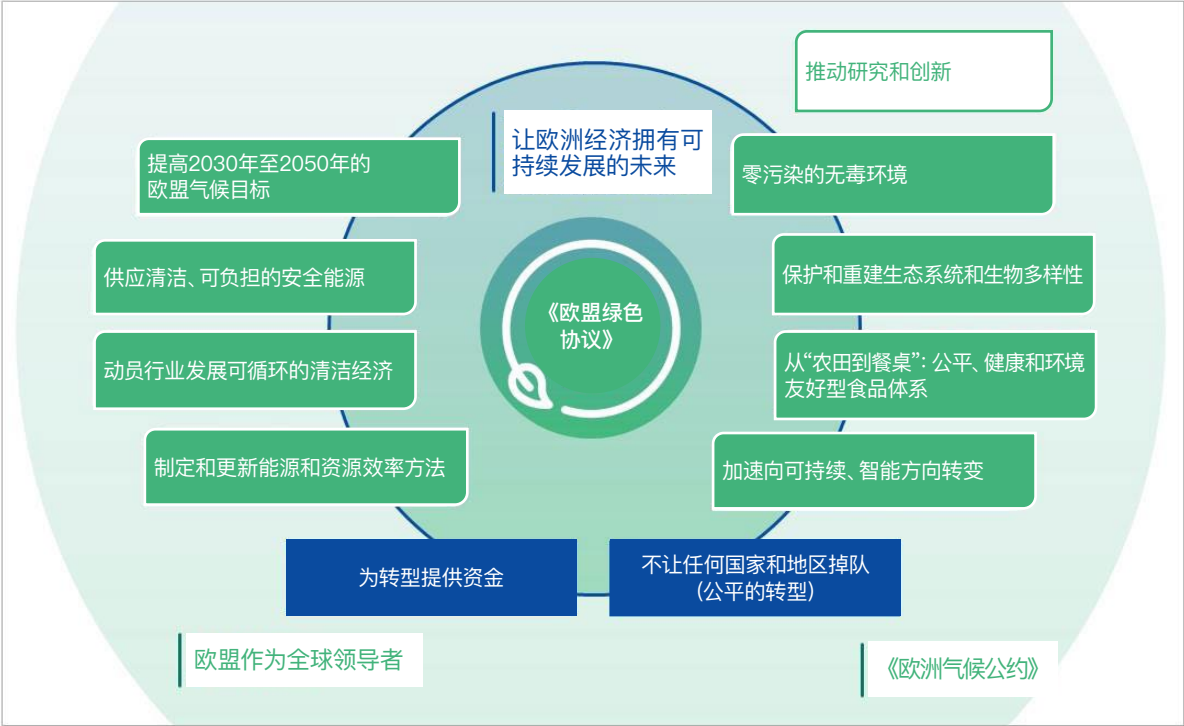 推动研究和创新
让欧洲经济拥有可
持续发展的未来
提高2030年至2050年的
欧盟气候目标
零污染的无毒环境
供应清洁、可负担的安全能源
保护和重建生态系统和生物多样性
《欧盟绿色
协议》
动员行业发展可循环的清洁经济
从“农田到餐桌”：公平、健康和环境
友好型食品体系
制定和更新能源和资源效率方法
加速向可持续、智能方向转变
为转型提供资金
不让任何国家和地区掉队
(公平的转型)
欧盟作为全球领导者
《欧洲气候公约》